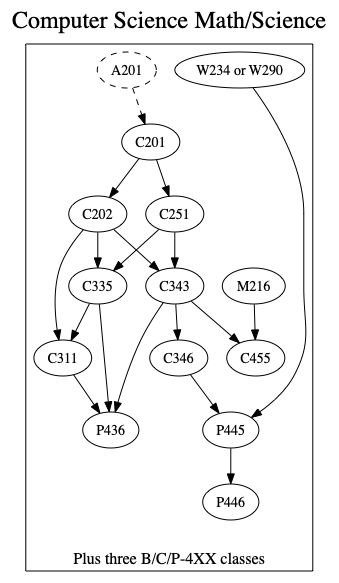 Computer Science Math/Science
A201
W234 or W290
C201
C202
C251
C335
C343
M216
C311
C346
C455
P436
P445
P446
Plus three B/C/P-4XX classes